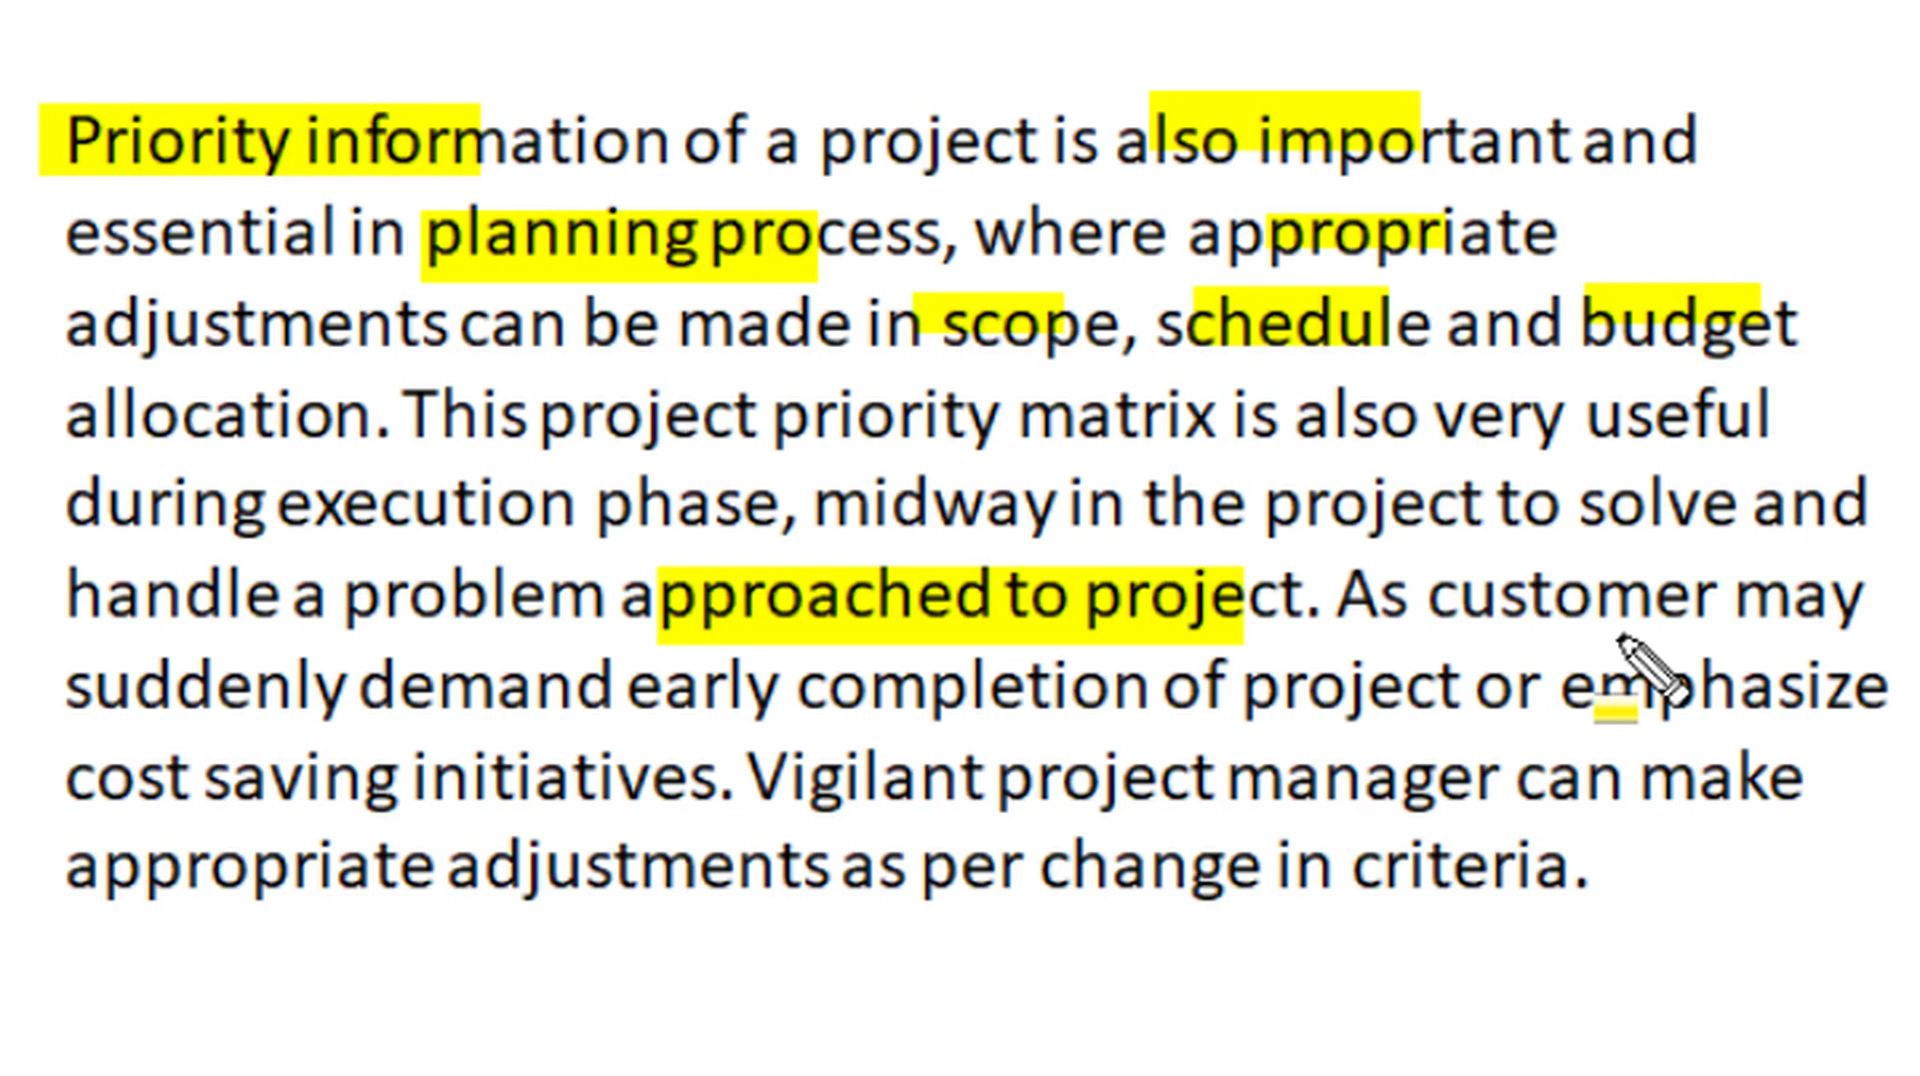 Priority information of a project is also important and
essential in planning process, where appropriate
adjustments can be made in scope, schedule and budget
allocation. This project priority matrix is also very useful
during execution phase, midway in the project to solve and
handle a problem approached to project. As customer may
suddenly demand early completion of project or emphasize
cost saving initiatives. Vigilant project manager can make
appropriate adjustments as per change in criteria.